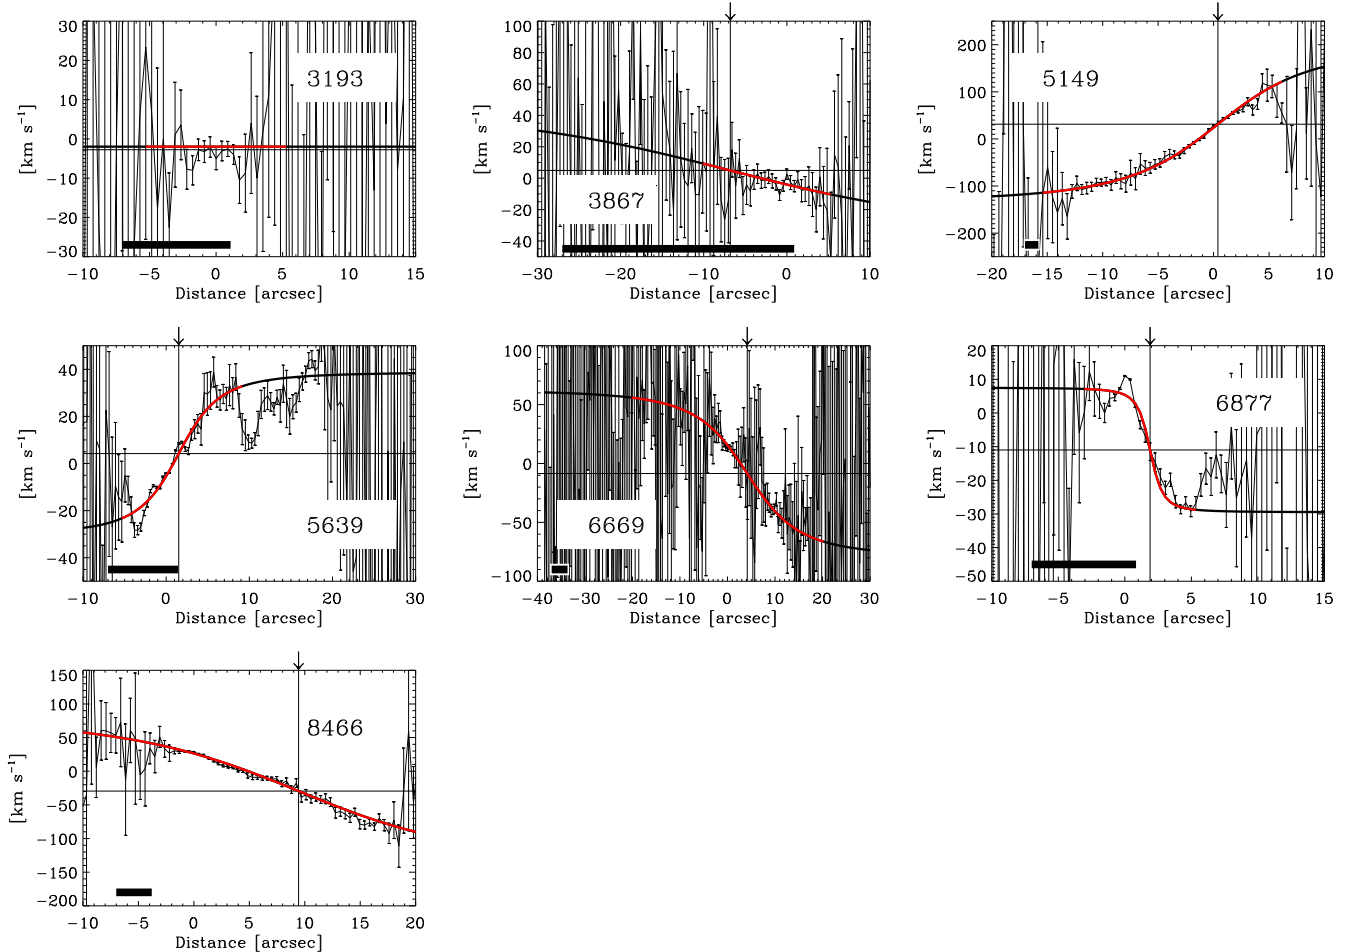 30
20
10
0
−10
−20
−30
[km s⁻¹]
3193
−10 −5 0 5 10 15
Distance [arcsec]
100
80
60
40
20
0
−20
−40
[km s⁻¹]
3867
−30 −20 −10 0 10
Distance [arcsec]
200
100
0
−100
−200
[km s⁻¹]
5149
−20 −15 −10 −5 0 5 10
Distance [arcsec]
40
20
0
−20
−40
[km s⁻¹]
5639
−10 0 10 20 30
Distance [arcsec]
100
50
0
−50
−100
[km s⁻¹]
6669
−40 −30 −20 −10 0 10 20 30
Distance [arcsec]
20
10
0
−10
−20
−30
−40
−50
[km s⁻¹]
6877
−10 −5 0 5 10 15
Distance [arcsec]
150
100
50
0
−50
−100
−150
−200
[km s⁻¹]
8466
−10 −5 0 5 10 15 20
Distance [arcsec]